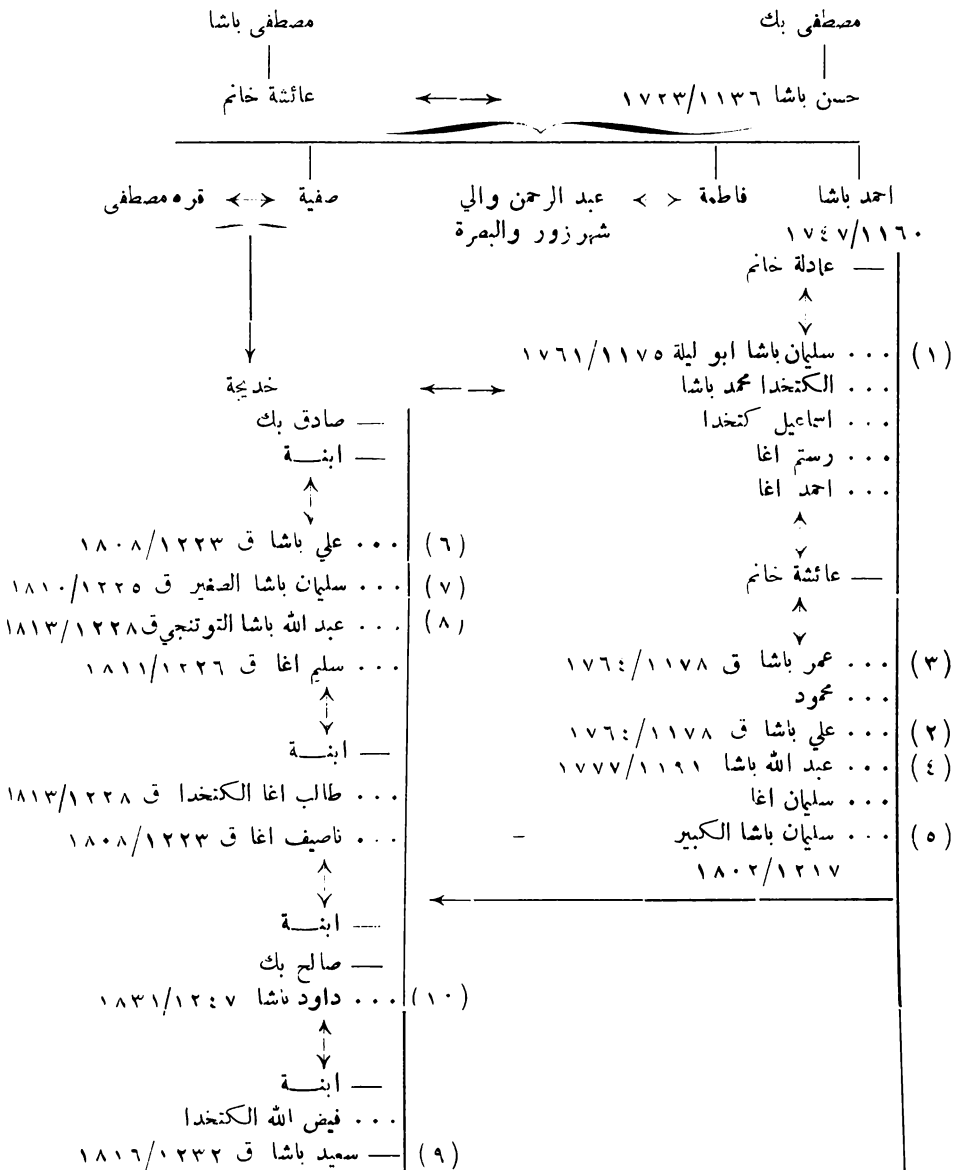 مصطفى بك
مصطفى باشا
حسن باشا ١٧٢٣/١١٣٦
عائشة خانم
احمد باشا
١٧٤٧/١١٦٠
فاطمة
عبد الرحمن والي
شهرزور والبصرة
صفية
قره مصطفى
— عادلة خانم
(١) ... سليمان باشا ابو ليلة ١٧٦١/١١٧٥
... الكتخدا محمد باشا
... اسماعيل كتخدا
... رستم اغا
... احمد اغا
— عائشة خانم
(٣) ... عمر باشا ق ١٧٦٤/١١٧٨
... محمود
(٢) ... علي باشا ق ١٧٦٤/١١٧٨
(٤) ... عبد الله باشا ١٧٧٧/١١٩١
... سليمان اغا
(٥) ... سليمان باشا الكبير
١٨٠٢/١٢١٧
خديجة
— صادق بك
— ابنـــة
(٦) ... علي باشا ق ١٨٠٨/١٢٢٣
(٧) ... سليمان باشا الصغير ق ١٨١٠/١٢٢٥
(٨) ... عبد الله باشا التوتنجي ق ١٨١٣/١٢٢٨
... سليم اغا ق ١٨١١/١٢٢٦
— ابنـــة
... طالب اغا الكتخدا ق ١٨١٣/١٢٢٨
... ناصيف اغا ق ١٨٠٨/١٢٢٣
— ابنـــة
— صالح بك
(١٠) ... داود باشا ١٨٣١/١٢٤٧
— ابنـــة
... فيض الله الكتخدا
(٩) — سعيد باشا ق ١٨١٦/١٢٣٢